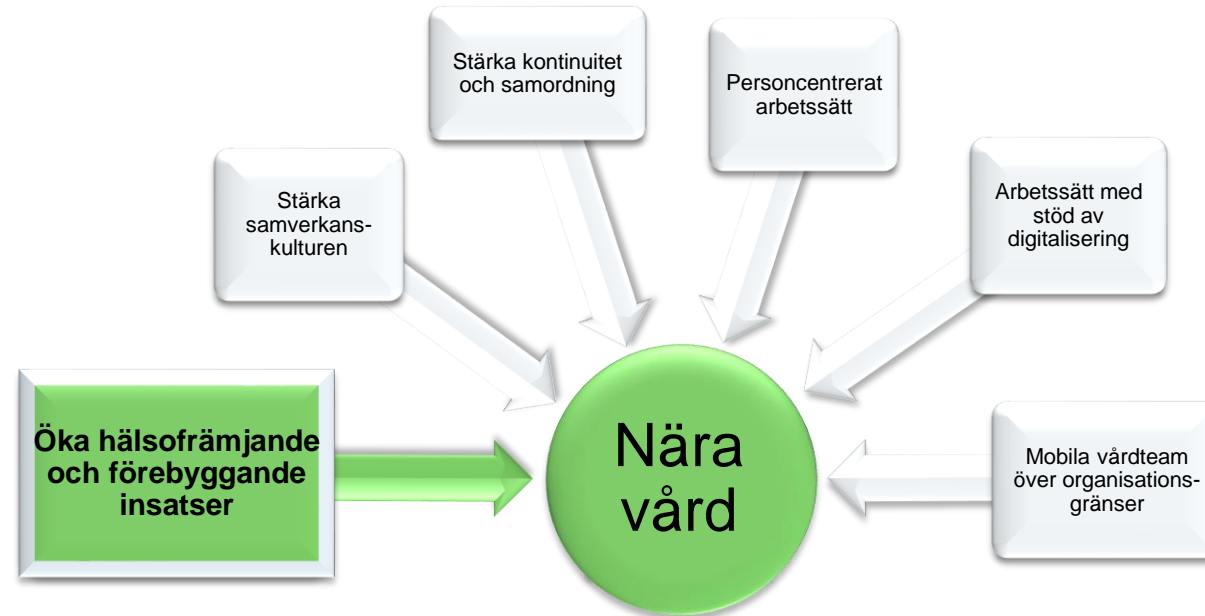 Stärka kontinuitet
och samordning
Personcentrerat
arbetssätt
Stärka
samverkans-
kulturen
Arbetssätt med
stöd av
digitalisering
Öka hälsofrämjande
och förebyggande
insatser
Nära
vård
Mobila vårdteam
över organisations-
gränser